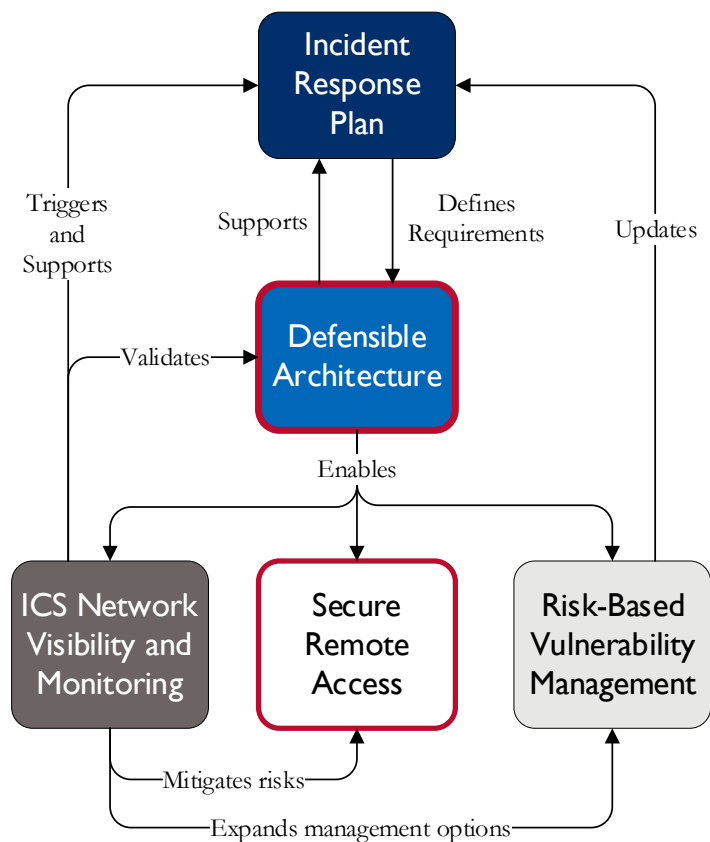 Incident
Response
Plan
Triggers
and
Supports
Supports
Defines
Requirements
Updates
Defensible
Architecture
Validates
Enables
ICS Network
Visibility and
Monitoring
Secure
Remote
Access
Risk-Based
Vulnerability
Management
Mitigates risks
Expands management options